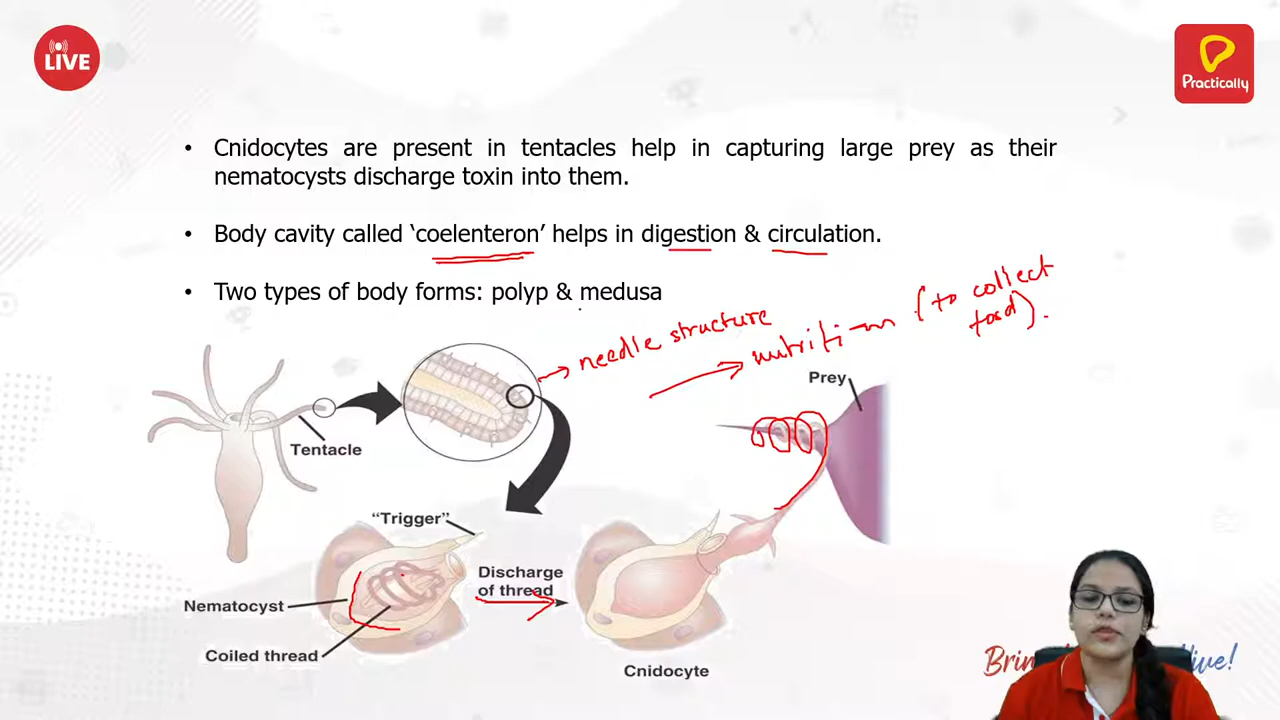 LIVE
Practically
• Cnidocytes are present in tentacles help in capturing large prey as their
nematocysts discharge toxin into them.
• Body cavity called ‘coelenteron’ helps in digestion & circulation.
• Two types of body forms: polyp & medusa
→ needle structure
→ nutrition (to collect
food).
Prey
Tentacle
“Trigger”
Discharge
of thread
Nematocyst
Coiled thread
Cnidocyte